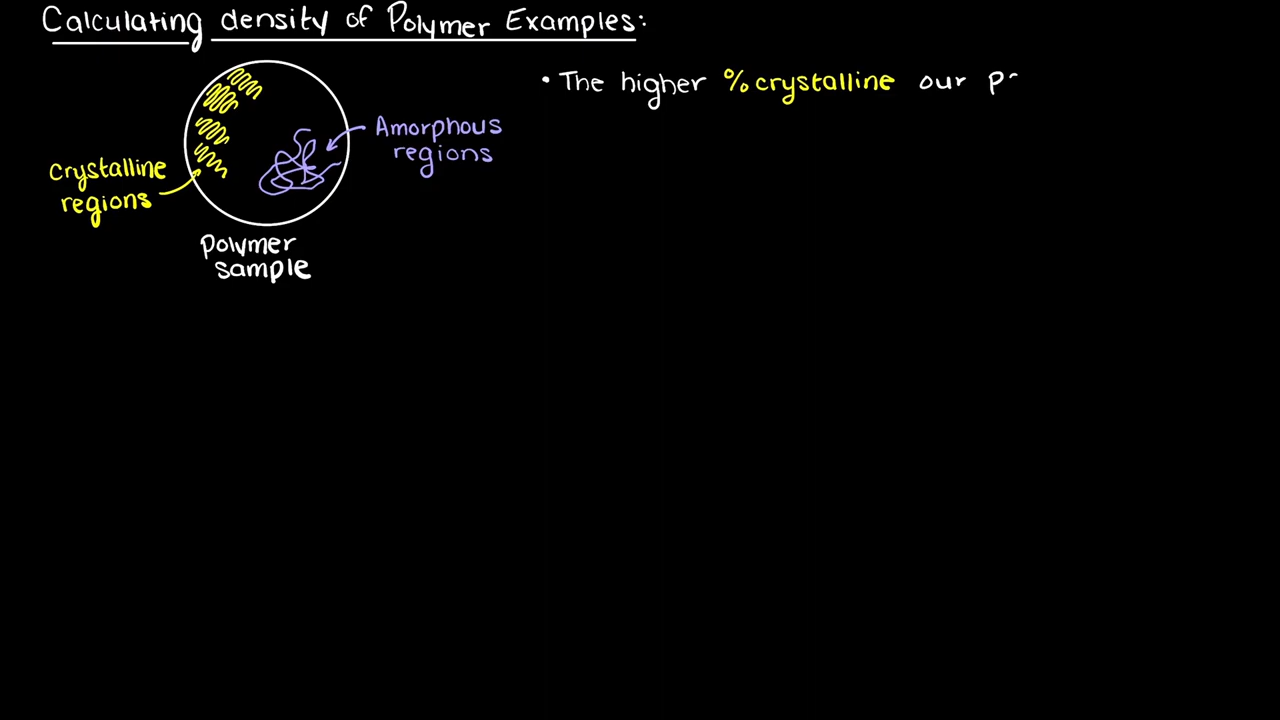 Calculating density of Polymer Examples:
• The higher % crystalline our p
Amorphous
regions
crystalline
regions
polymer
sample